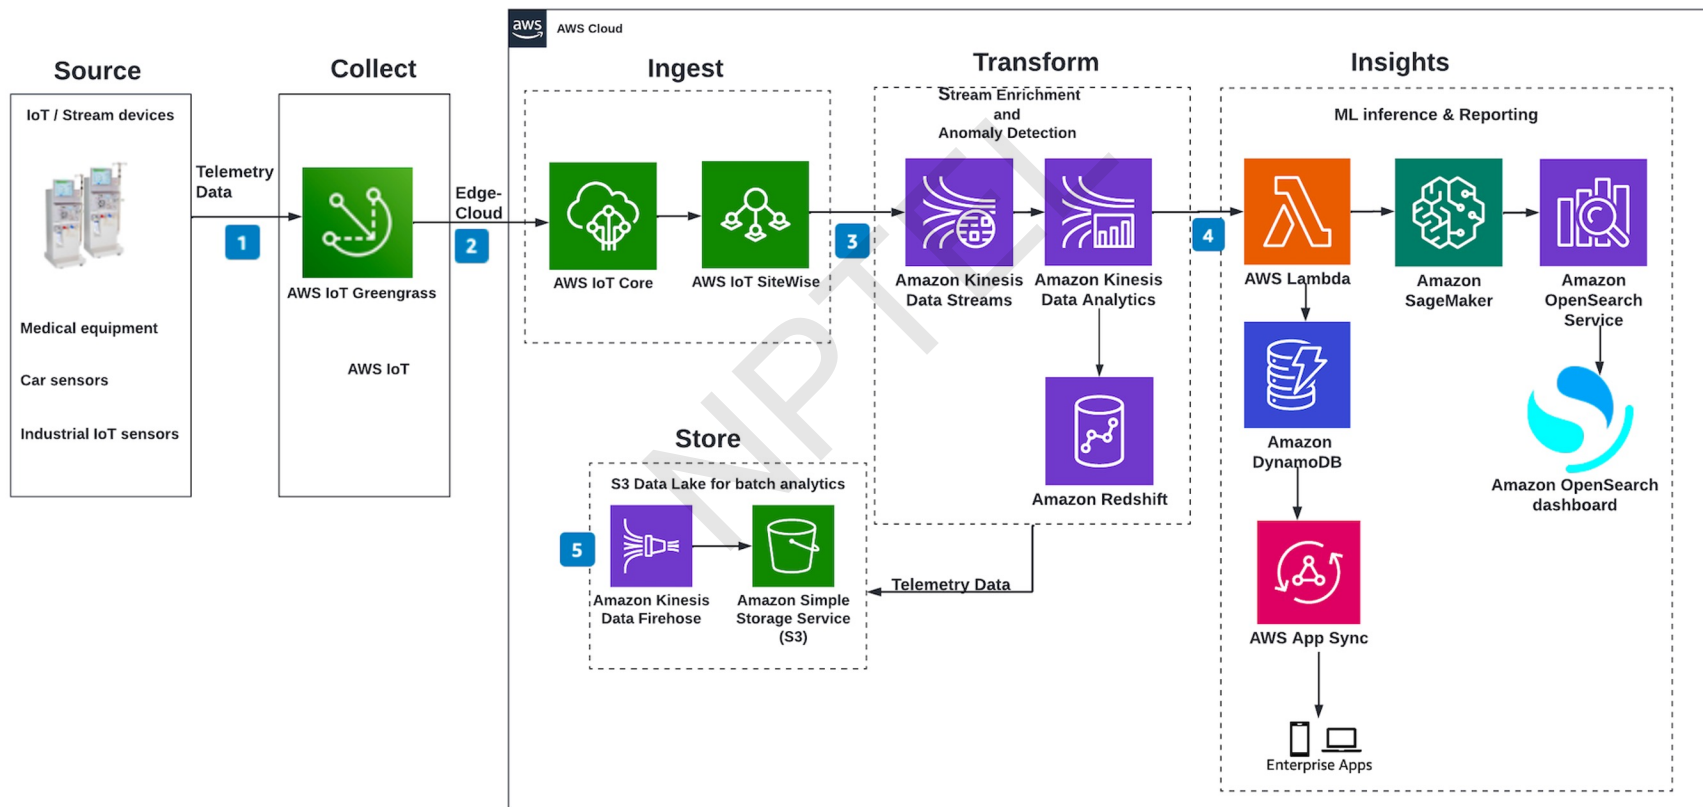 aws
AWS Cloud
Source
Collect
Ingest
Transform
Insights
IoT / Stream devices
Stream Enrichment
and
Anomaly Detection
ML inference & Reporting
Telemetry
Data
1
Edge-
Cloud
2
3
4
AWS IoT Greengrass
AWS IoT Core
AWS IoT SiteWise
Amazon Kinesis
Data Streams
Amazon Kinesis
Data Analytics
AWS Lambda
Amazon
SageMaker
Amazon
OpenSearch
Service
Medical equipment
Car sensors
Industrial IoT sensors
AWS IoT
Amazon
DynamoDB
Amazon OpenSearch
dashboard
Amazon Redshift
Store
S3 Data Lake for batch analytics
5
Amazon Kinesis
Data Firehose
Amazon Simple
Storage Service
(S3)
Telemetry Data
AWS App Sync
Enterprise Apps
NPTEL